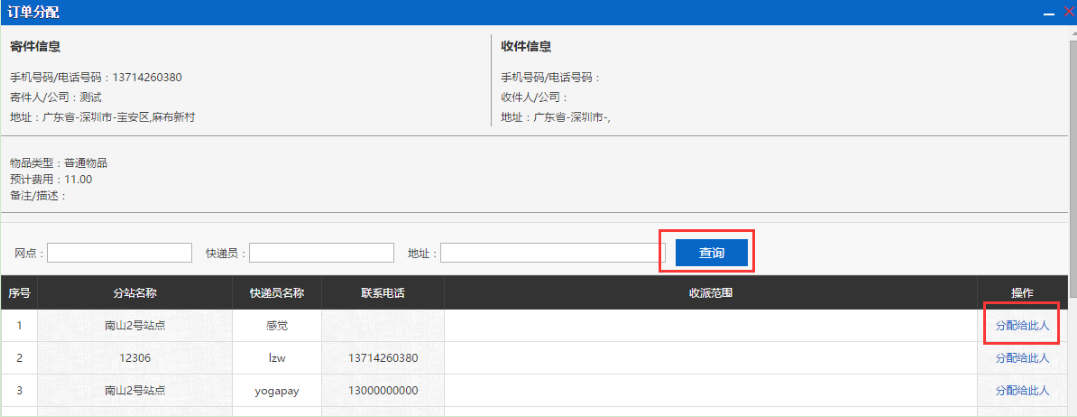 订单分配
寄件信息
手机号码/电话号码：13714260380
寄件人/公司：测试
地址：广东省-深圳市-宝安区,麻布新村
收件信息
手机号码/电话号码：
收件人/公司：
地址：广东省-深圳市-,
物品类型：普通物品
预计费用：11.00
备注/描述：
网点： 快递员： 地址： 查询
序号 分站名称 快递员名称 联系电话 收派范围 操作
1 南山2号站点 感觉 分配给此人
2 12306 lzw 13714260380 分配给此人
3 南山2号站点 yogapay 13000000000 分配给此人